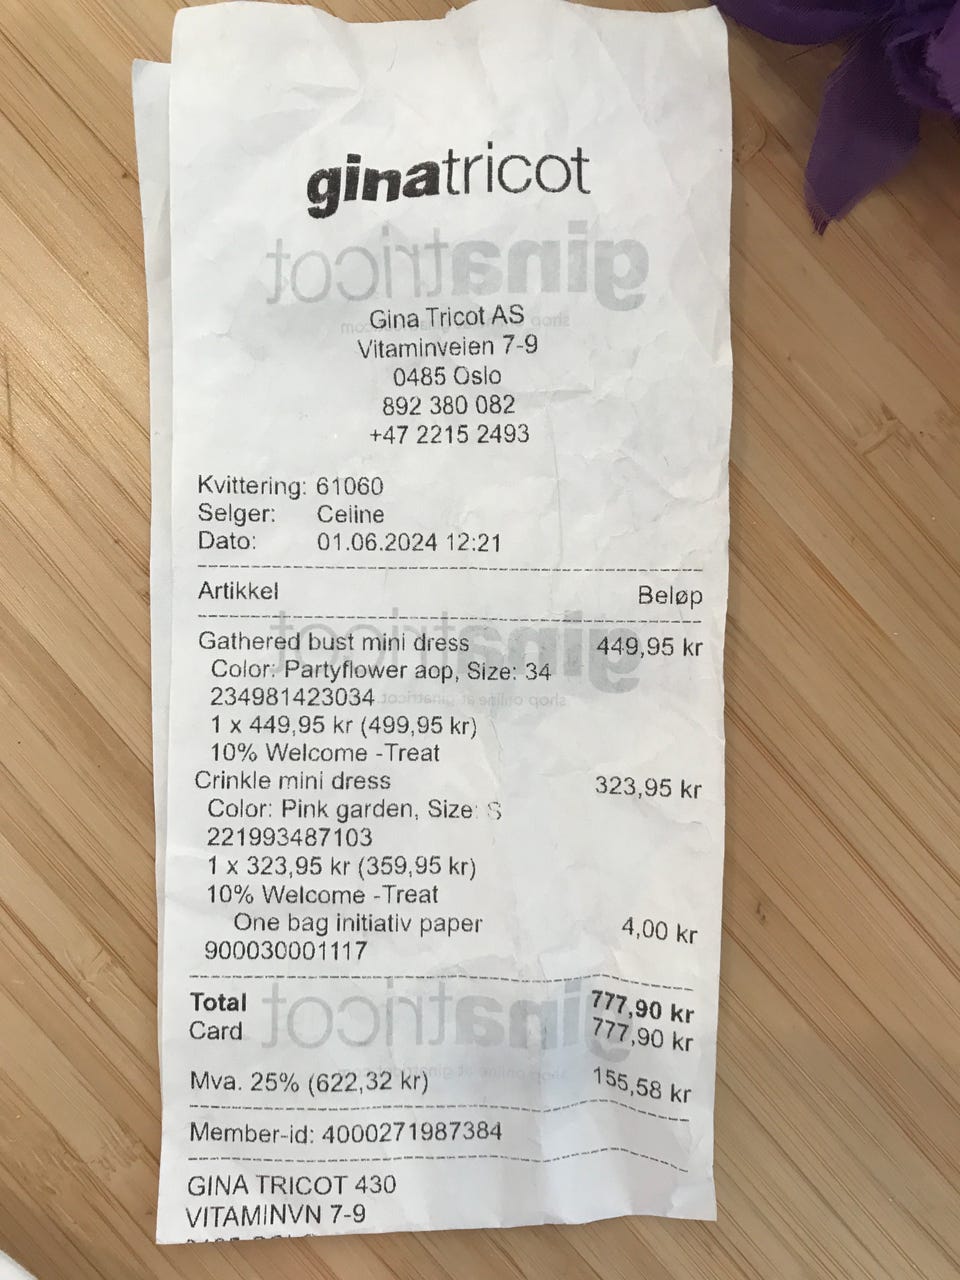 ginatricot
Gina Tricot AS
Vitaminveien 7-9
0485 Oslo
892 380 082
+47 2215 2493
Kvittering: 61060
Selger: Celine
Dato: 01.06.2024 12:21
Artikkel Beløp
Gathered bust mini dress 449,95 kr
Color: Partyflower aop, Size: 34
234981423034
1 x 449,95 kr (499,95 kr)
10% Welcome -Treat
Crinkle mini dress 323,95 kr
Color: Pink garden, Size: S
221993487103
1 x 323,95 kr (359,95 kr)
10% Welcome -Treat
One bag initiativ paper 4,00 kr
900030001117
Total 777,90 kr
Card 777,90 kr
Mva. 25% (622,32 kr) 155,58 kr
Member-id: 4000271987384
GINA TRICOT 430
VITAMINVN 7-9